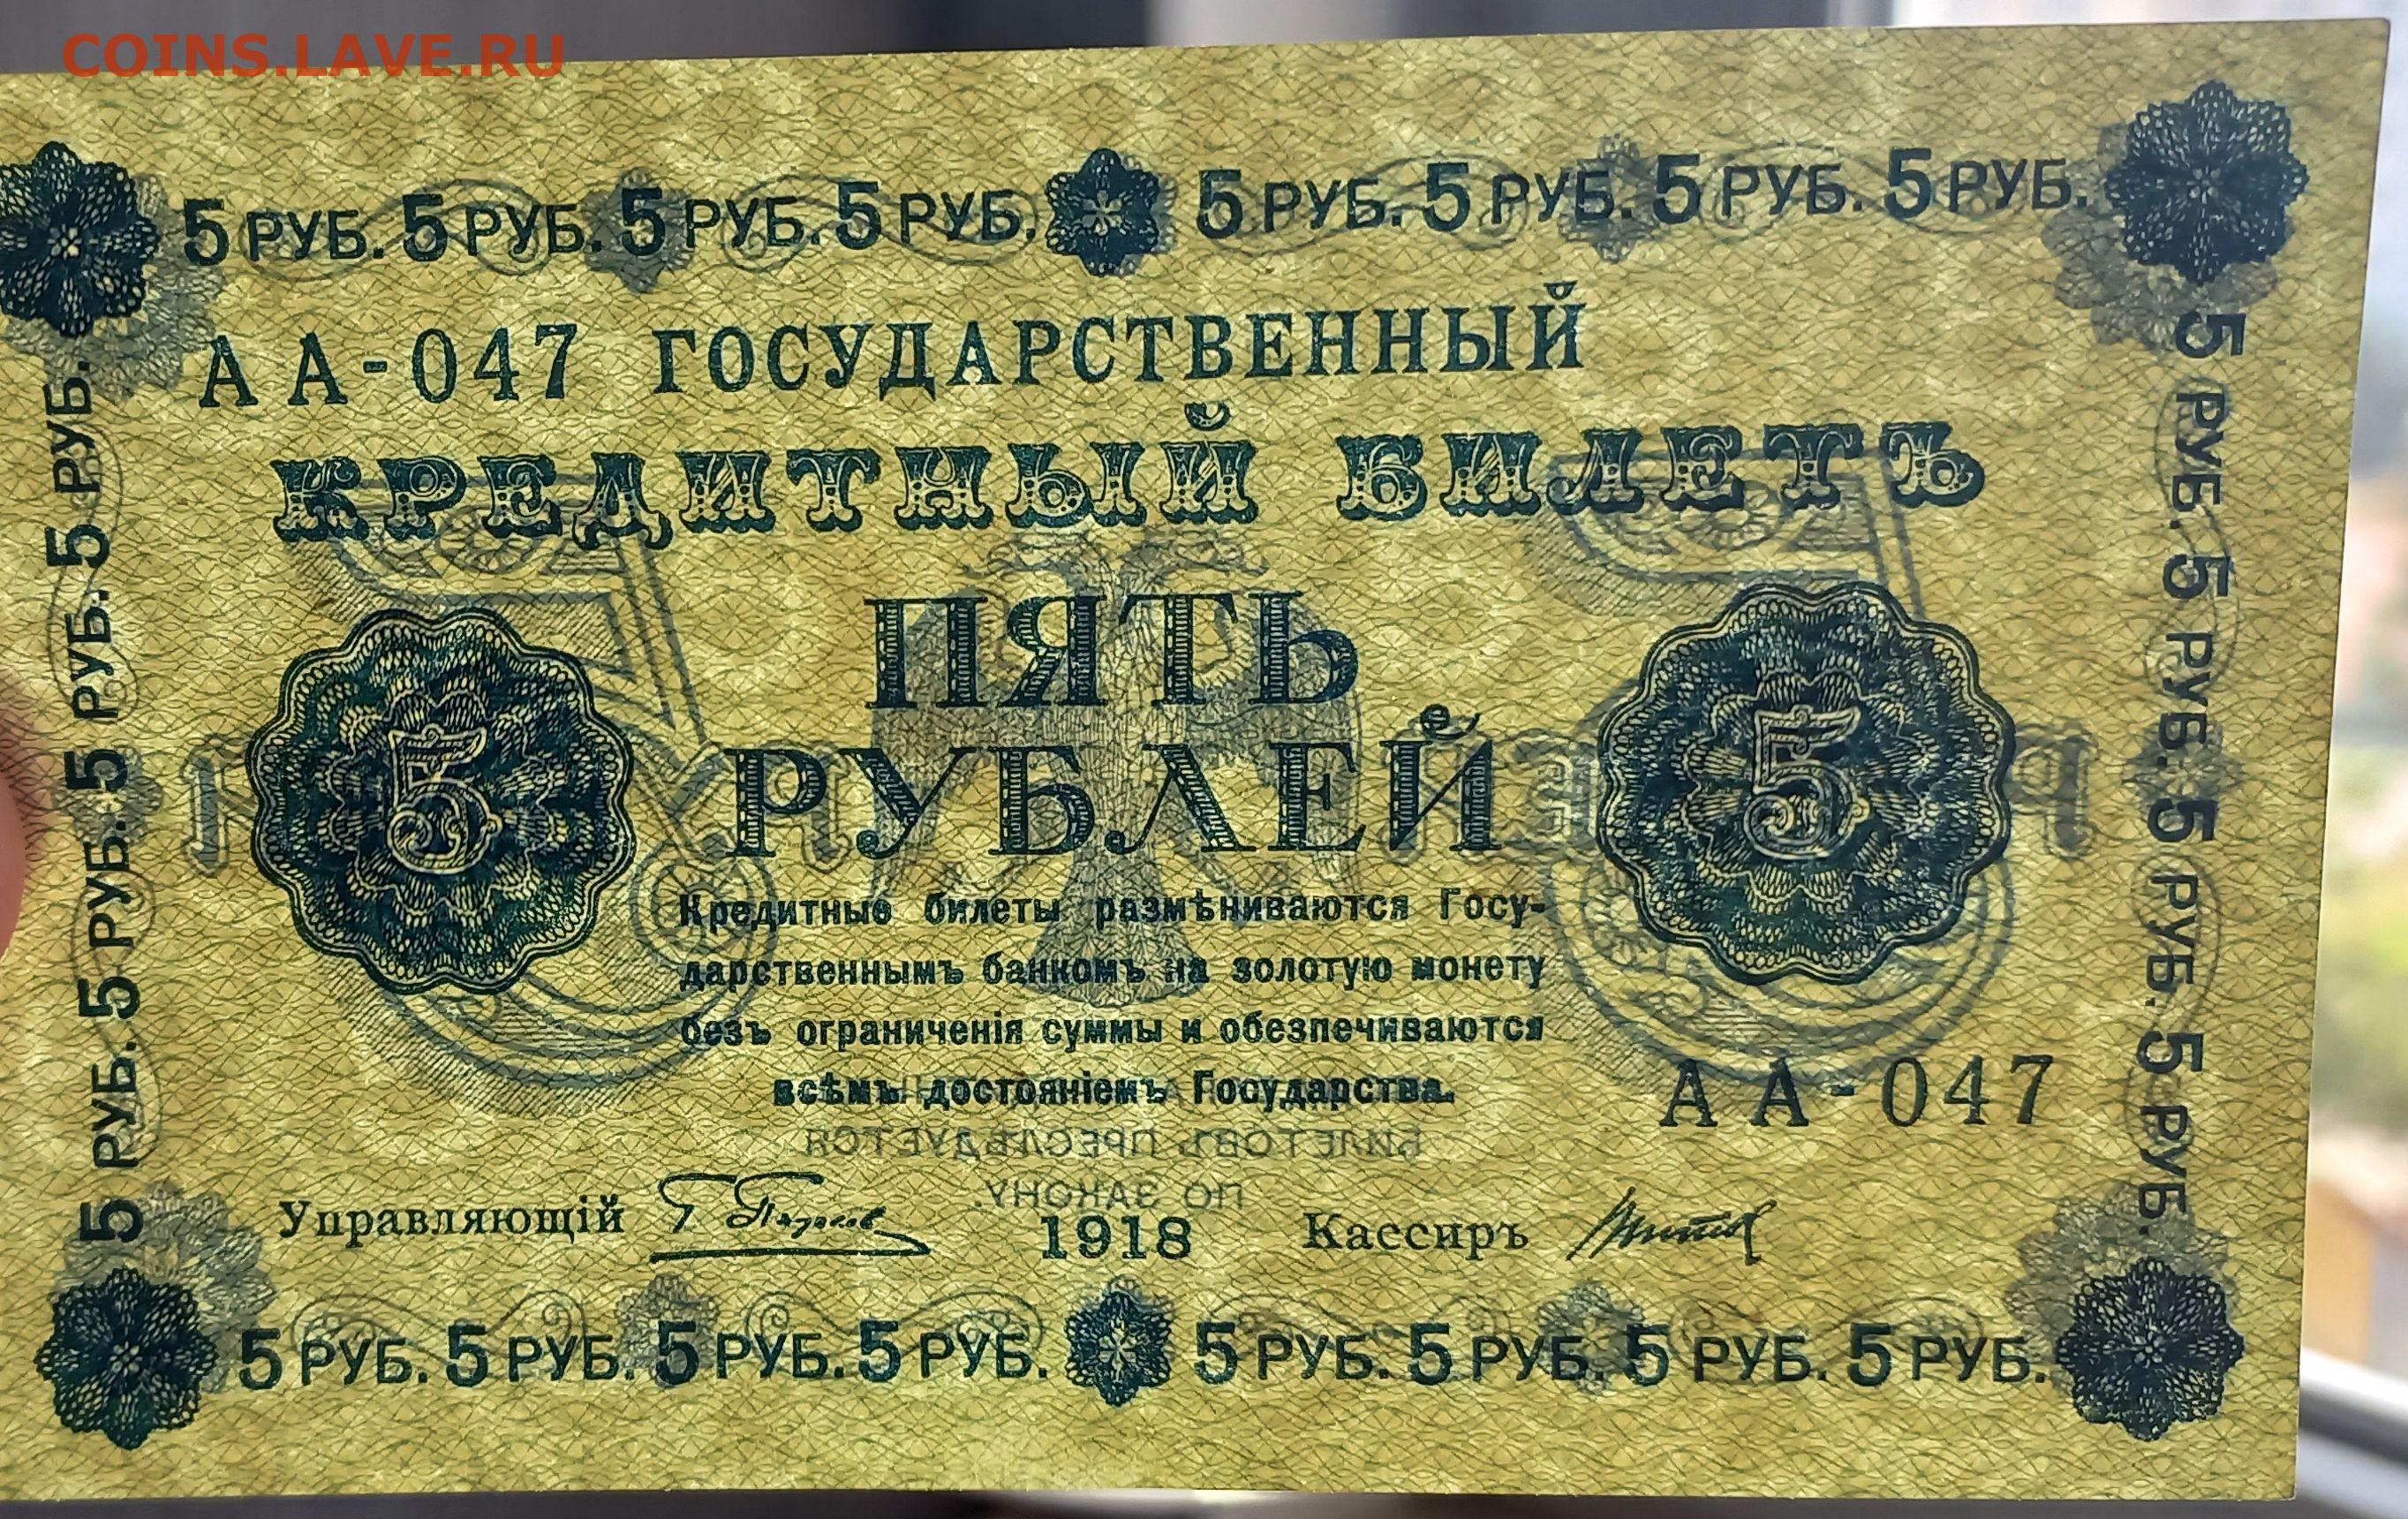 COINS.LAVE.RU
5 РУБ. 5 РУБ. 5 РУБ. 5 РУБ. 5 РУБ. 5 РУБ. 5 РУБ. 5 РУБ.
АА-047 ГОСУДАРСТВЕННЫЙ
КРЕДИТНЫЙ БИЛЕТЪ
ПЯТЬ
5 РУБЛЕЙ 5
Кредитные билеты размѣниваются Госу-
дарственнымъ банкомъ на золотую монету
безъ ограниченія суммы и обезпечиваются
всѣмъ достояніемъ Государства.
АА-047
БИЛЕТОВЪ ПРЕСЛѢДУЕТСЯ
ПО ЗАКОНУ.
Управляющій 1918 Кассиръ
5 РУБ. 5 РУБ. 5 РУБ. 5 РУБ. 5 РУБ. 5 РУБ. 5 РУБ. 5 РУБ.
5 РУБ. 5 РУБ. 5 РУБ. 5 РУБ.
5 РУБ. 5 РУБ. 5 РУБ. 5 РУБ.